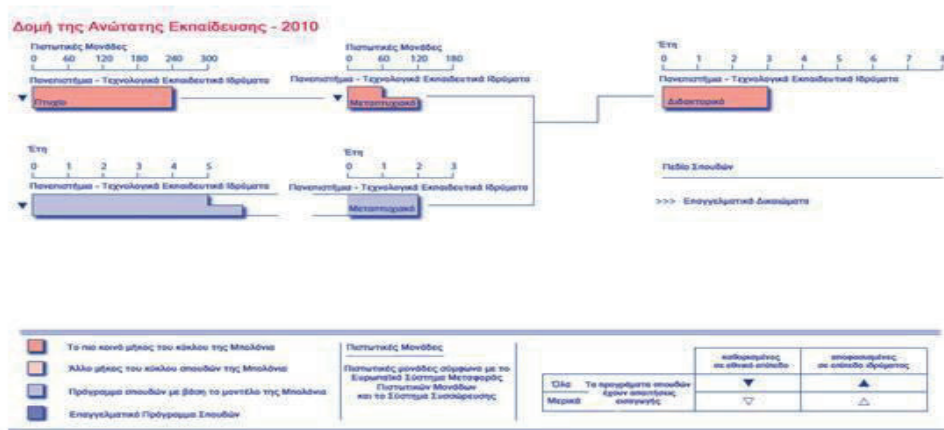 Δομή της Ανώτατης Εκπαίδευσης - 2010
Πιστωτικές Μονάδες
0 60 120 180 240 300
Πανεπιστήμια - Τεχνολογικά Εκπαιδευτικά Ιδρύματα
Πτυχίο
Πιστωτικές Μονάδες
0 60 120 180
Πανεπιστήμια - Τεχνολογικά Εκπαιδευτικά Ιδρύματα
Μεταπτυχιακό
Έτη
0 1 2 3 4 5 6 7 8
Πανεπιστήμια - Τεχνολογικά Εκπαιδευτικά Ιδρύματα
Διδακτορικό
Έτη
0 1 2 3 4 5
Πανεπιστήμια - Τεχνολογικά Εκπαιδευτικά Ιδρύματα
Έτη
0 1 2 3
Πανεπιστήμια - Τεχνολογικά Εκπαιδευτικά Ιδρύματα
Μεταπτυχιακό
Πεδίο Σπουδών
>>> Επαγγελματικά Δικαιώματα
Το πιο κοινό μήκος του κύκλου της Μπολόνια
Άλλο μήκος του κύκλου σπουδών της Μπολόνια
Πρόγραμμα σπουδών με βάση το μοντέλο της Μπολόνια
Επαγγελματικό Πρόγραμμα Σπουδών
Πιστωτικές Μονάδες
Πιστωτικές μονάδες σύμφωνα με το
Ευρωπαϊκό Σύστημα Μεταφοράς
Πιστωτικών Μονάδων
και το Σύστημα Συσσώρευσης
καθορισμένος
σε εθνικό επίπεδο
αποφασισμένος
σε επίπεδο ιδρύματος
Όλα Τα προγράμματα σπουδών
έχουν απαιτήσεις
Μερικά εισαγωγής